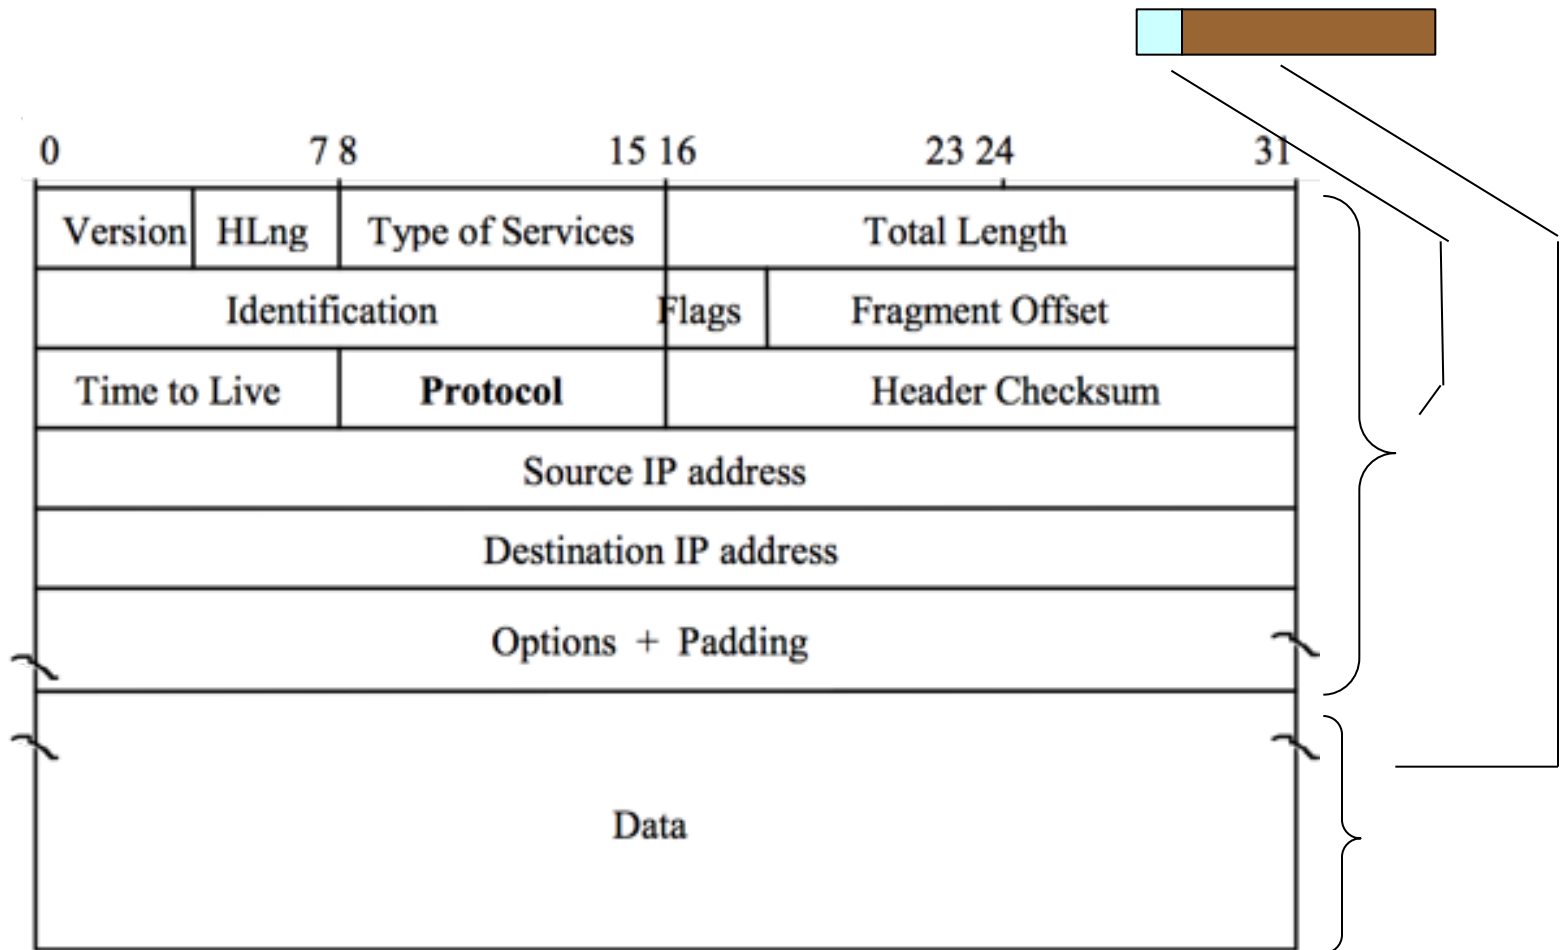 0 7 8 15 16 23 24 31
Version HLng Type of Services Total Length
Identification Flags Fragment Offset
Time to Live Protocol Header Checksum
Source IP address
Destination IP address
Options + Padding
Data